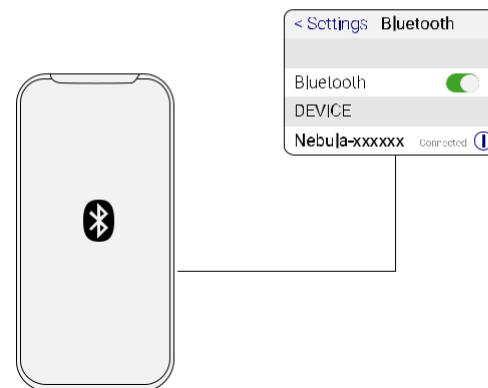 < Settings Bluetooth
Bluetooth
DEVICE
Nebula-xxxxxx Connected